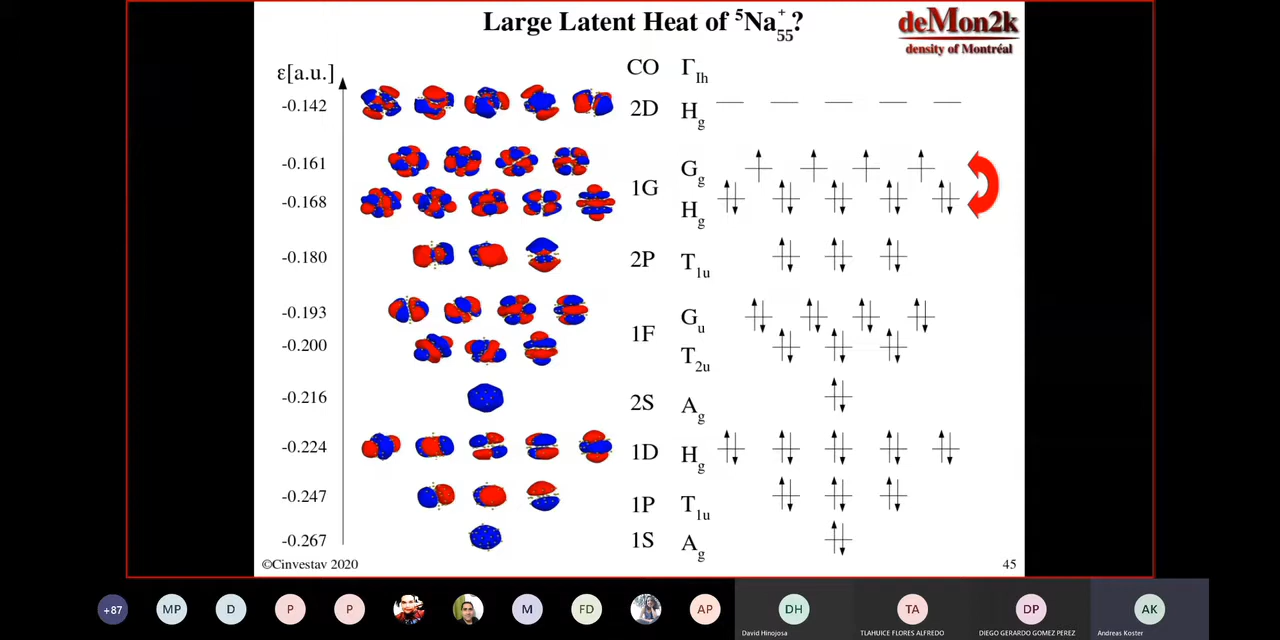 Large Latent Heat of ⁵Na₅₅⁺?
deMon2k
density of Montréal
ε[a.u.] CO Γ_Ih
-0.142 2D H_g
-0.161 G_g
1G
-0.168 H_g
-0.180 2P T_1u
-0.193 G_u
1F
-0.200 T_2u
-0.216 2S A_g
-0.224 1D H_g
-0.247 1P T_1u
-0.267 1S A_g
©Cinvestav 2020 45
+87 MP D P P M FD AP DH TA DP AK
David Hinojosa TLAHUICE FLORES ALFREDO DIEGO GERARDO GOMEZ PEREZ Andreas Koster